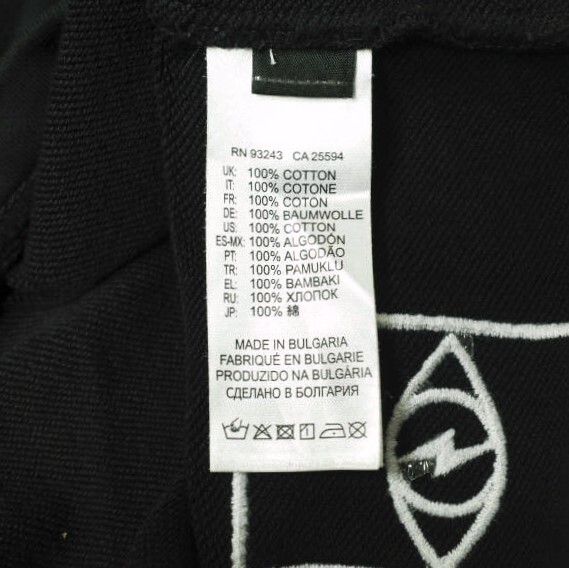 RN 93243 CA 25594
UK: 100% COTTON
IT: 100% COTONE
FR: 100% COTON
DE: 100% BAUMWOLLE
US: 100% COTTON
ES-MX: 100% ALGODÓN
PT: 100% ALGODÃO
TR: 100% PAMUKLU
EL: 100% BAMBAKI
RU: 100% ХЛОПОК
JP: 100% 綿
MADE IN BULGARIA
FABRIQUÉ EN BULGARIE
PRODUZIDO NA BULGÁRIA
СДЕЛАНО В БОЛГАРИЯ